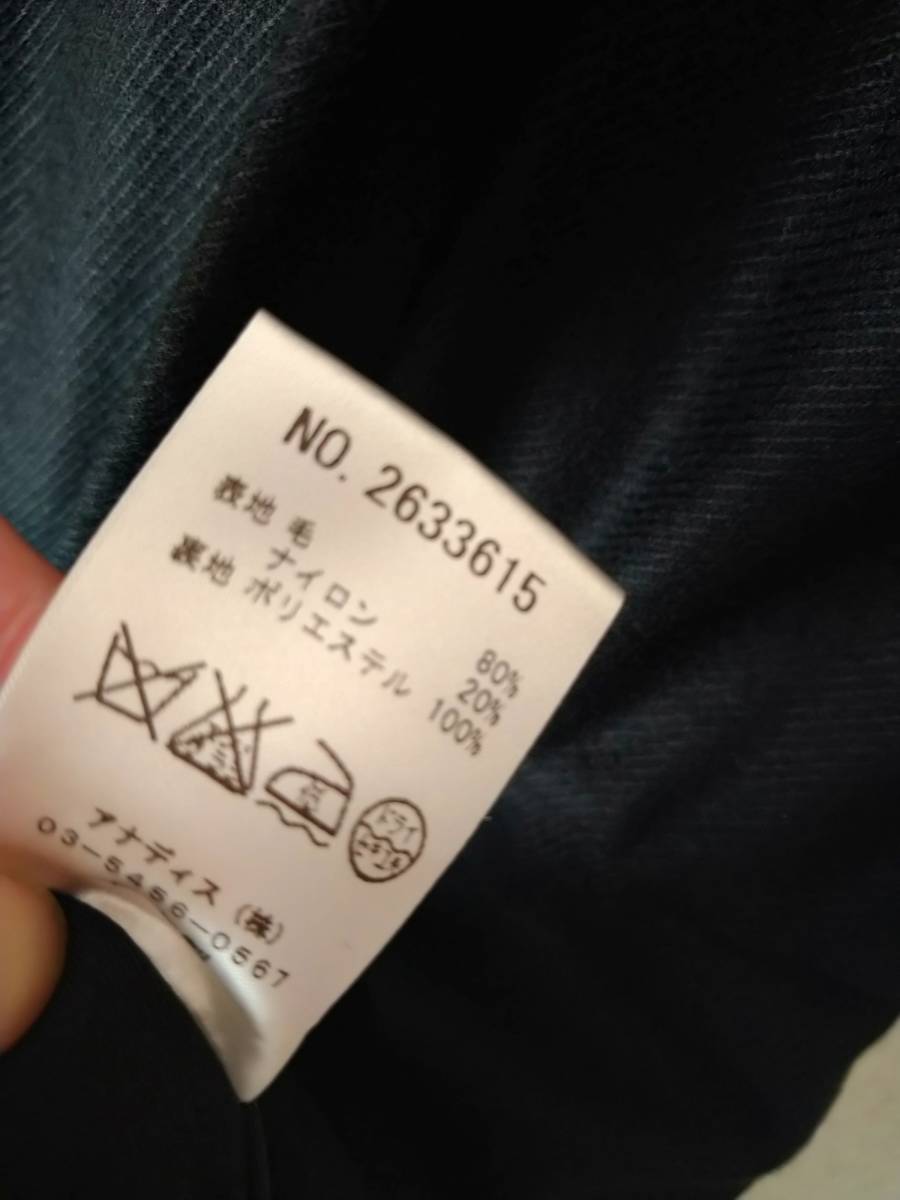 NO. 2633615
表地 毛 80%
ナイロン 20%
裏地 ポリエステル 100%
ドライ
アナディス (株)
03-5456-0567